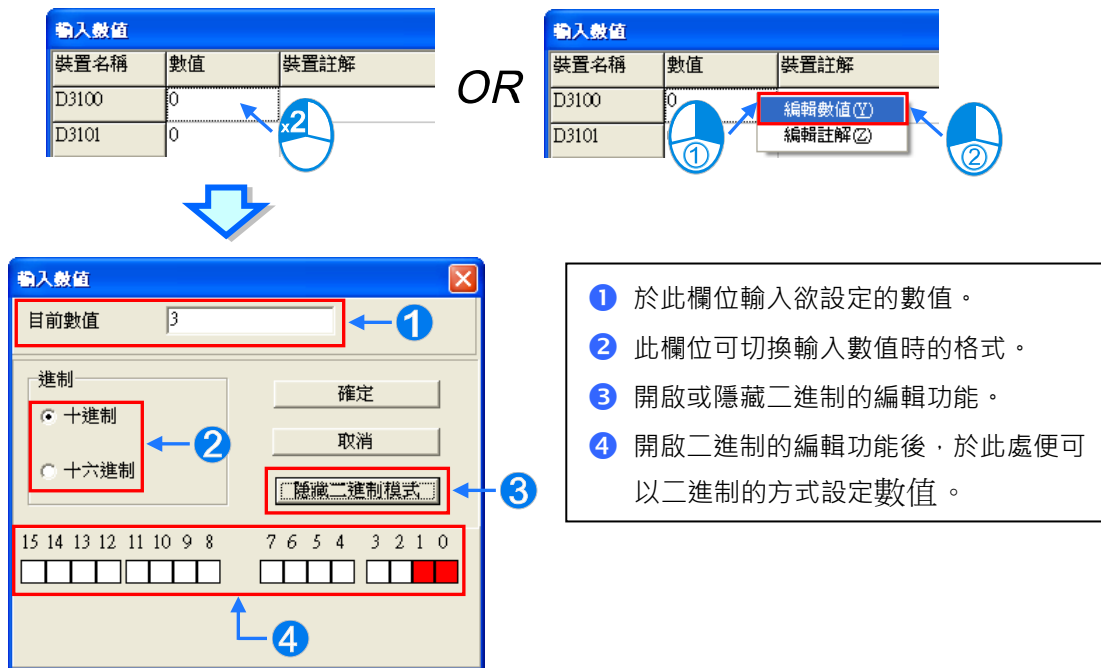 輸入數值
裝置名稱 數值 裝置註解
D3100 0
D3101 0
x2
OR
輸入數值
裝置名稱 數值 裝置註解
D3100 0
編輯數值(Y)
D3101
編輯註解(Z)
1
2
輸入數值
目前數值 3
1
進制
十進制
十六進制
2
確定
取消
隱藏二進制模式
3
15 14 13 12 11 10 9 8 7 6 5 4 3 2 1 0
4
1 於此欄位輸入欲設定的數值。
2 此欄位可切換輸入數值時的格式。
3 開啟或隱藏二進制的編輯功能。
4 開啟二進制的編輯功能後，於此處便可
以二進制的方式設定數值。